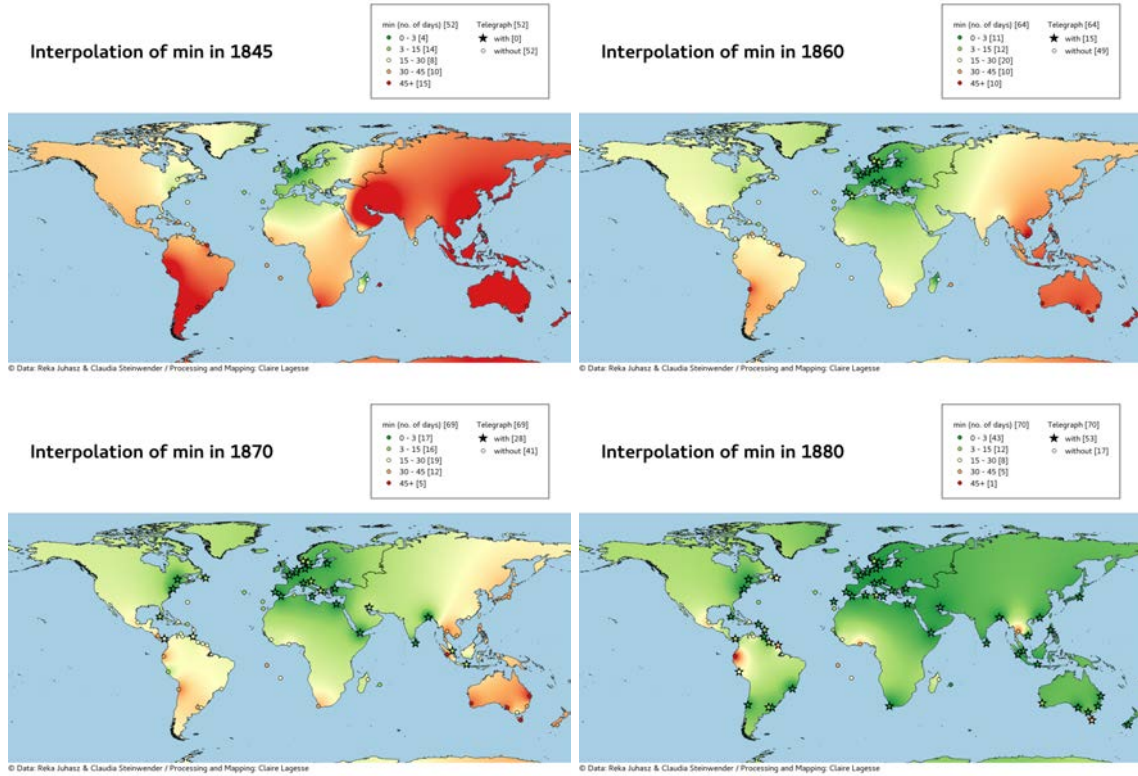 Interpolation of min in 1845
min (no. of days) [52]
0 - 3 [4]
3 - 15 [14]
15 - 30 [8]
30 - 45 [10]
45+ [15]
Telegraph [52]
with [0]
without [52]
© Data: Reka Juhasz & Claudia Steinwender / Processing and Mapping: Claire Lagesse
Interpolation of min in 1860
min (no. of days) [64]
0 - 3 [11]
3 - 15 [12]
15 - 30 [20]
30 - 45 [10]
45+ [10]
Telegraph [64]
with [15]
without [49]
© Data: Reka Juhasz & Claudia Steinwender / Processing and Mapping: Claire Lagesse
Interpolation of min in 1870
min (no. of days) [69]
0 - 3 [17]
3 - 15 [16]
15 - 30 [19]
30 - 45 [12]
45+ [5]
Telegraph [69]
with [28]
without [41]
© Data: Reka Juhasz & Claudia Steinwender / Processing and Mapping: Claire Lagesse
Interpolation of min in 1880
min (no. of days) [70]
0 - 3 [43]
3 - 15 [12]
15 - 30 [8]
30 - 45 [5]
45+ [1]
Telegraph [70]
with [53]
without [17]
© Data: Reka Juhasz & Claudia Steinwender / Processing and Mapping: Claire Lagesse